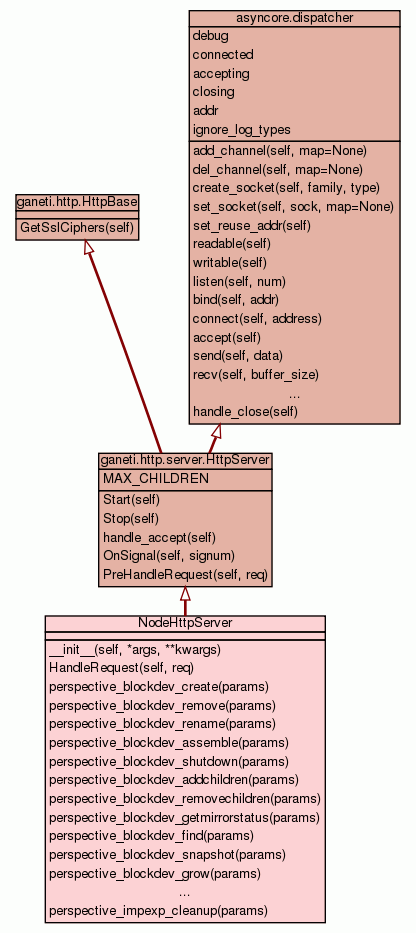 asyncore.dispatcher
debug
connected
accepting
closing
addr
ignore_log_types
add_channel(self, map=None)
del_channel(self, map=None)
create_socket(self, family, type)
set_socket(self, sock, map=None)
set_reuse_addr(self)
readable(self)
writable(self)
listen(self, num)
bind(self, addr)
connect(self, address)
accept(self)
send(self, data)
recv(self, buffer_size)
...
handle_close(self)
ganeti.http.HttpBase
GetSslCiphers(self)
ganeti.http.server.HttpServer
MAX_CHILDREN
Start(self)
Stop(self)
handle_accept(self)
OnSignal(self, signum)
PreHandleRequest(self, req)
NodeHttpServer
__init__(self, *args, **kwargs)
HandleRequest(self, req)
perspective_blockdev_create(params)
perspective_blockdev_remove(params)
perspective_blockdev_rename(params)
perspective_blockdev_assemble(params)
perspective_blockdev_shutdown(params)
perspective_blockdev_addchildren(params)
perspective_blockdev_removechildren(params)
perspective_blockdev_getmirrorstatus(params)
perspective_blockdev_find(params)
perspective_blockdev_snapshot(params)
perspective_blockdev_grow(params)
...
perspective_impexp_cleanup(params)